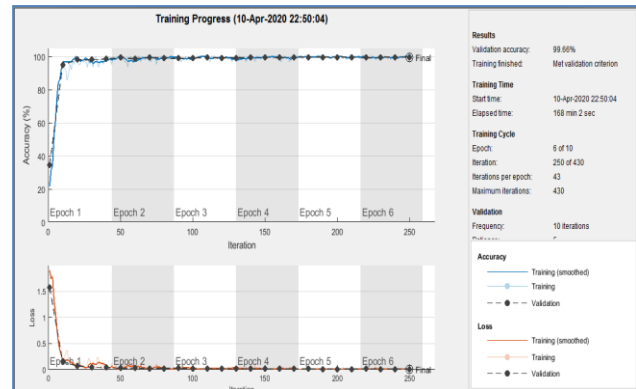 Training Progress (10-Apr-2020 22:50:04)
100
80
60
40
20
0
Accuracy (%)
Final
Epoch 1 Epoch 2 Epoch 3 Epoch 4 Epoch 5 Epoch 6
0 50 100 150 200 250
Iteration
1.5
1
0.5
0
Loss
Epoch 1 Epoch 2 Epoch 3 Epoch 4 Epoch 5 Epoch 6
Final
0 50 100 150 200 250
Iteration
Results
Validation accuracy: 99.66%
Training finished: Met validation criterion
Training Time
Start time: 10-Apr-2020 22:50:04
Elapsed time: 168 min 2 sec
Training Cycle
Epoch: 6 of 10
Iteration: 250 of 430
Iterations per epoch: 43
Maximum iterations: 430
Validation
Frequency: 10 iterations
Accuracy
Training (smoothed)
Training
Validation
Loss
Training (smoothed)
Training
Validation